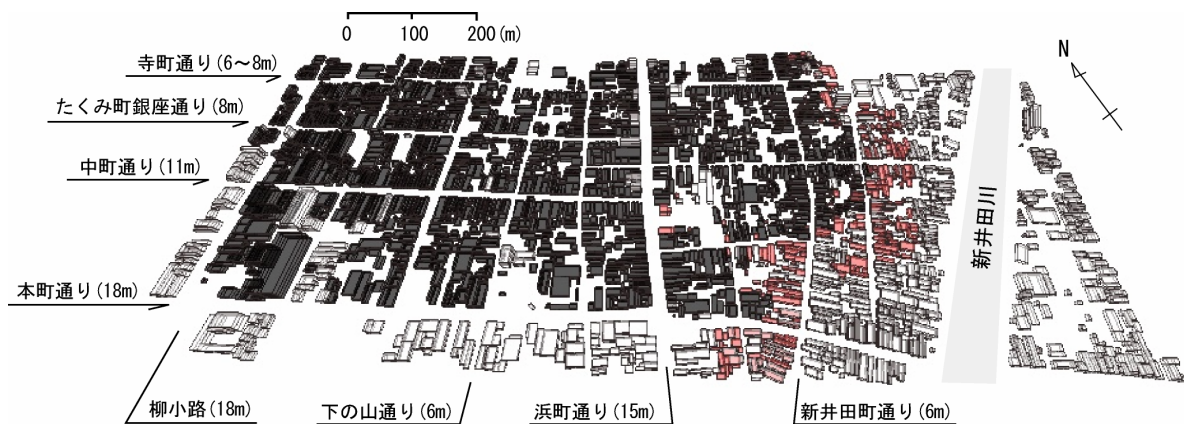 0 100 200(m)
N
寺町通り(6～8m)
たくみ町銀座通り(8m)
中町通り(11m)
本町通り(18m)
新井田川
柳小路(18m)
下の山通り(6m)
浜町通り(15m)
新井田町通り(6m)